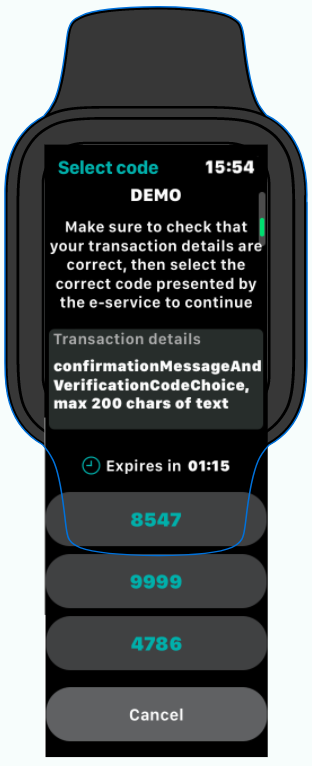 Select code 15:54
DEMO
Make sure to check that
your transaction details are
correct, then select the
correct code presented by
the e-service to continue
Transaction details
confirmationMessageAnd
VerificationCodeChoice,
max 200 chars of text
Expires in 01:15
8547
9999
4786
Cancel